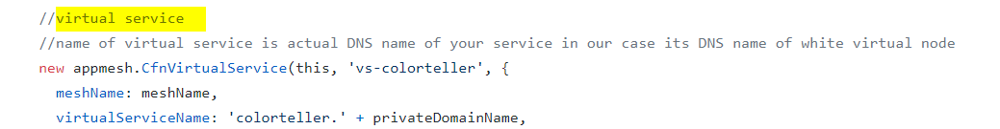 //virtual service
//name of virtual service is actual DNS name of your service in our case its DNS name of white virtual node
new appmesh.CfnVirtualService(this, 'vs-colorteller', {
meshName: meshName,
virtualServiceName: 'colorteller.' + privateDomainName,